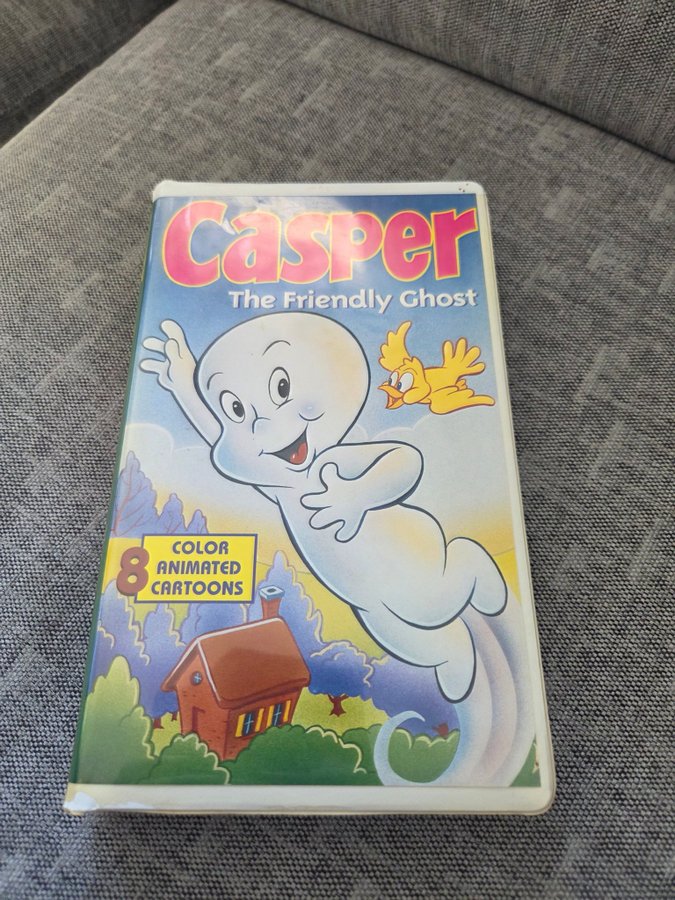 Casper
The Friendly Ghost
8
COLOR
ANIMATED
CARTOONS